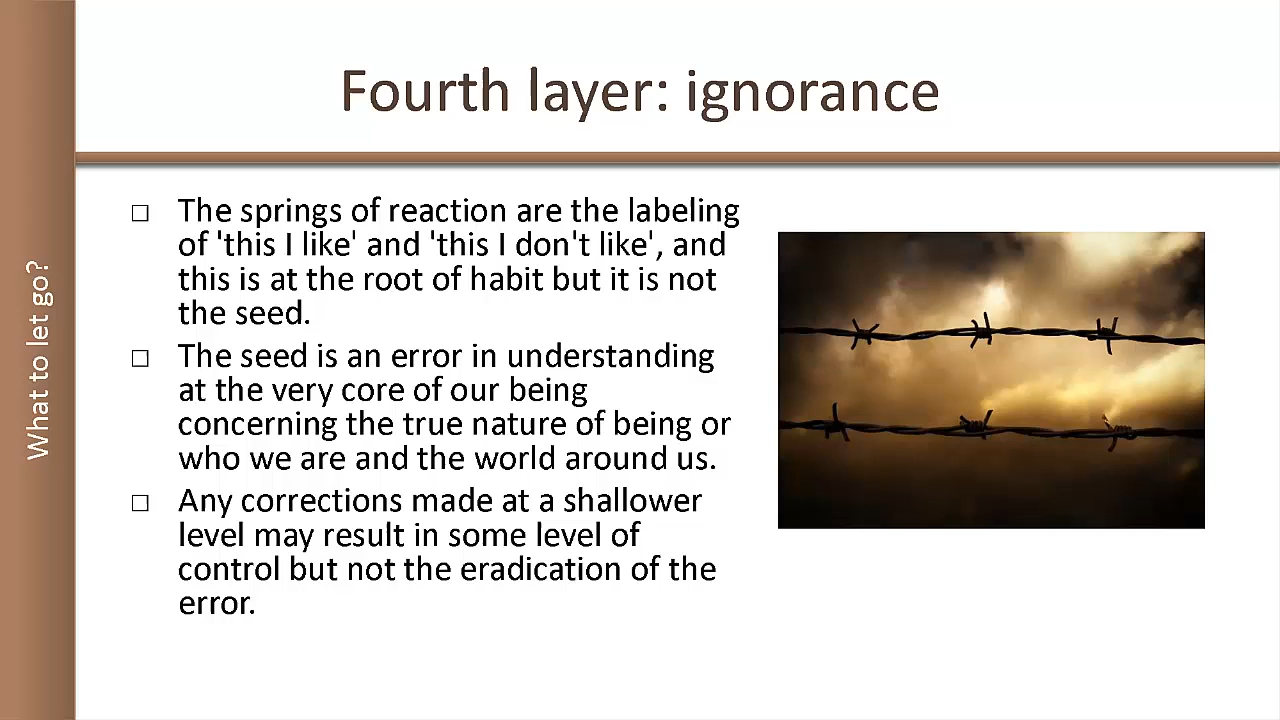 Fourth layer: ignorance
What to let go?
□ The springs of reaction are the labeling
of 'this I like' and 'this I don't like', and
this is at the root of habit but it is not
the seed.
□ The seed is an error in understanding
at the very core of our being
concerning the true nature of being or
who we are and the world around us.
□ Any corrections made at a shallower
level may result in some level of
control but not the eradication of the
error.